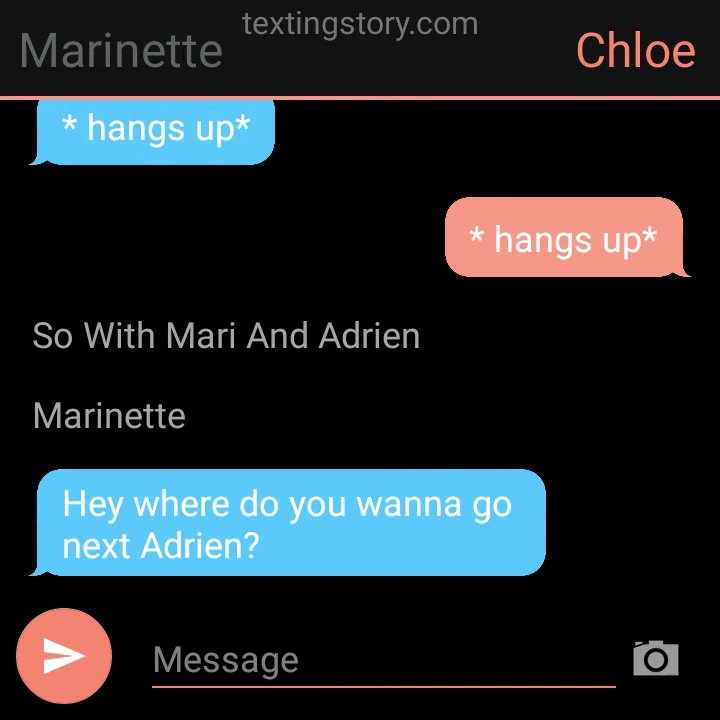 textingstory.com
Marinette
Chloe
* hangs up*
* hangs up*
So With Mari And Adrien
Marinette
Hey where do you wanna go
next Adrien?
Message